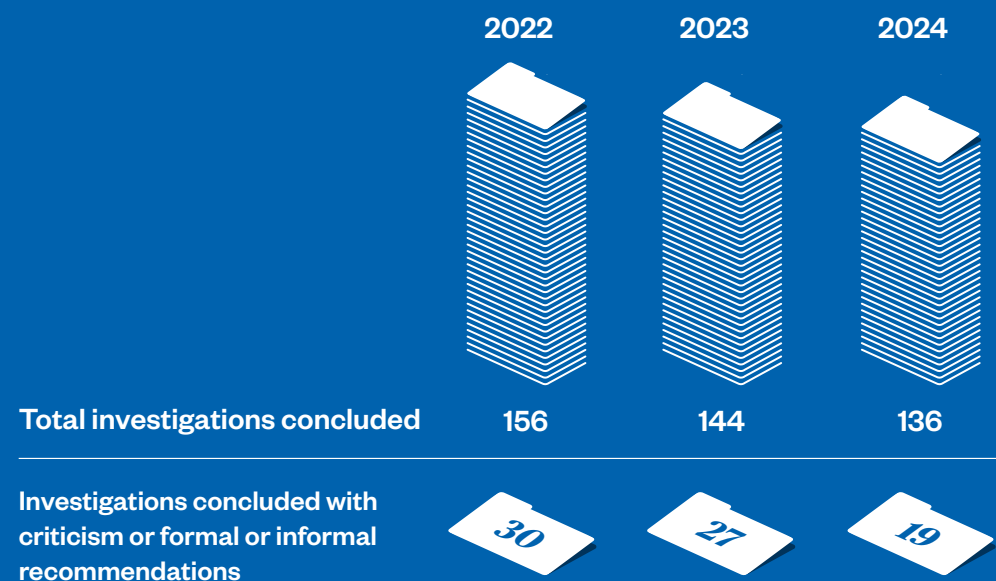 2022 2023 2024
Total investigations concluded 156 144 136
Investigations concluded with
criticism or formal or informal
recommendations
30 27 19